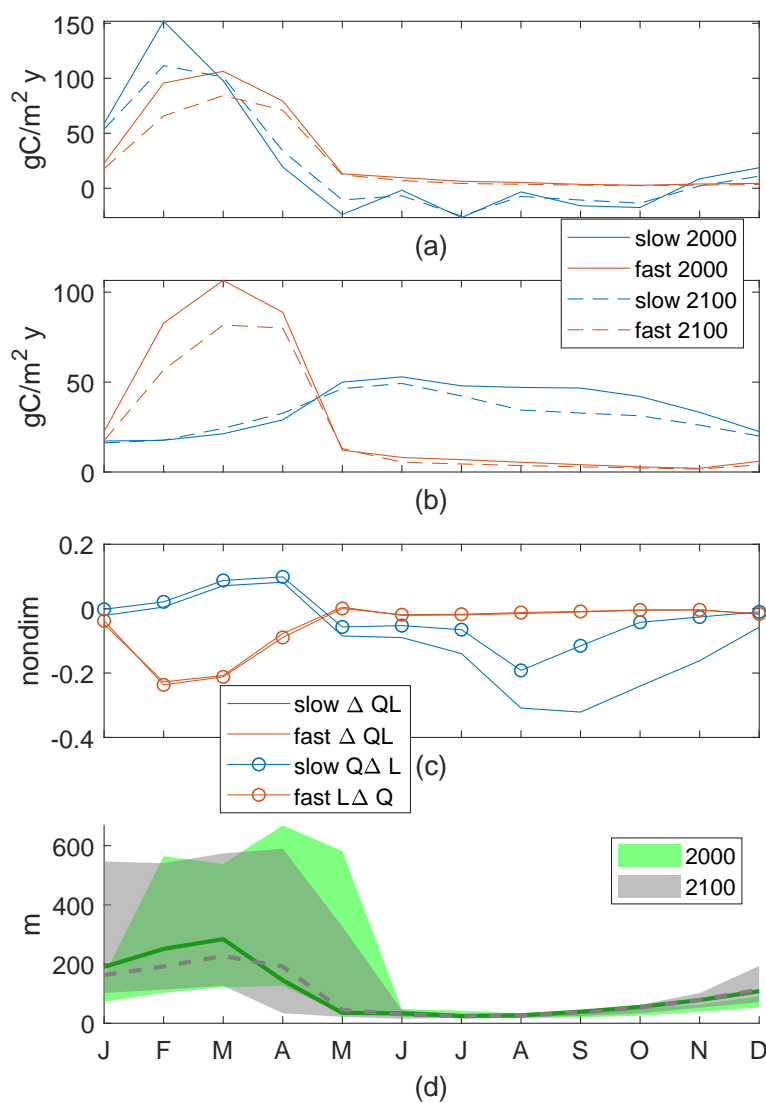 150
100
50
0
gC/m² y
(a)
slow 2000
fast 2000
slow 2100
fast 2100
100
50
0
gC/m² y
(b)
0.2
0
-0.2
-0.4
nondim
slow Δ QL
fast Δ QL
slow QΔ L
fast LΔ Q
(c)
600
400
200
0
m
2000
2100
J F M A M J J A S O N D
(d)